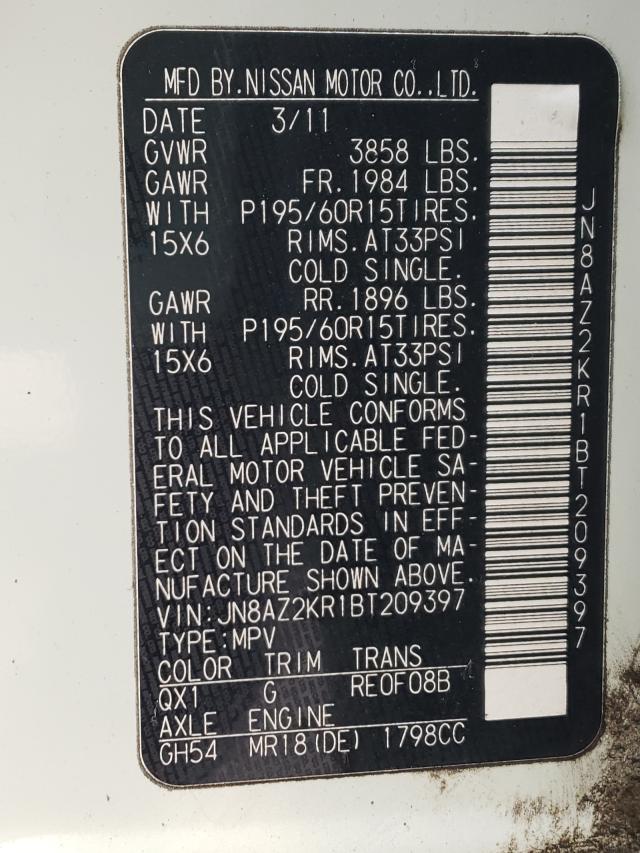 MFD BY.NISSAN MOTOR CO.,LTD.
DATE 3/11
GVWR 3858 LBS.
GAWR FR.1984 LBS.
WITH P195/60R15TIRES.
15X6 RIMS.AT33PSI
COLD SINGLE.
GAWR RR.1896 LBS.
WITH P195/60R15TIRES.
15X6 RIMS.AT33PSI
COLD SINGLE.
THIS VEHICLE CONFORMS
TO ALL APPLICABLE FED-
ERAL MOTOR VEHICLE SA-
FETY AND THEFT PREVEN-
TION STANDARDS IN EFF-
ECT ON THE DATE OF MA-
NUFACTURE SHOWN ABOVE.
VIN:JN8AZ2KR1BT209397
TYPE:MPV
COLOR TRIM TRANS
QX1 G RE0F08B
AXLE ENGINE
GH54 MR18(DE) 1798CC
JN8AZ2KR1BT209397